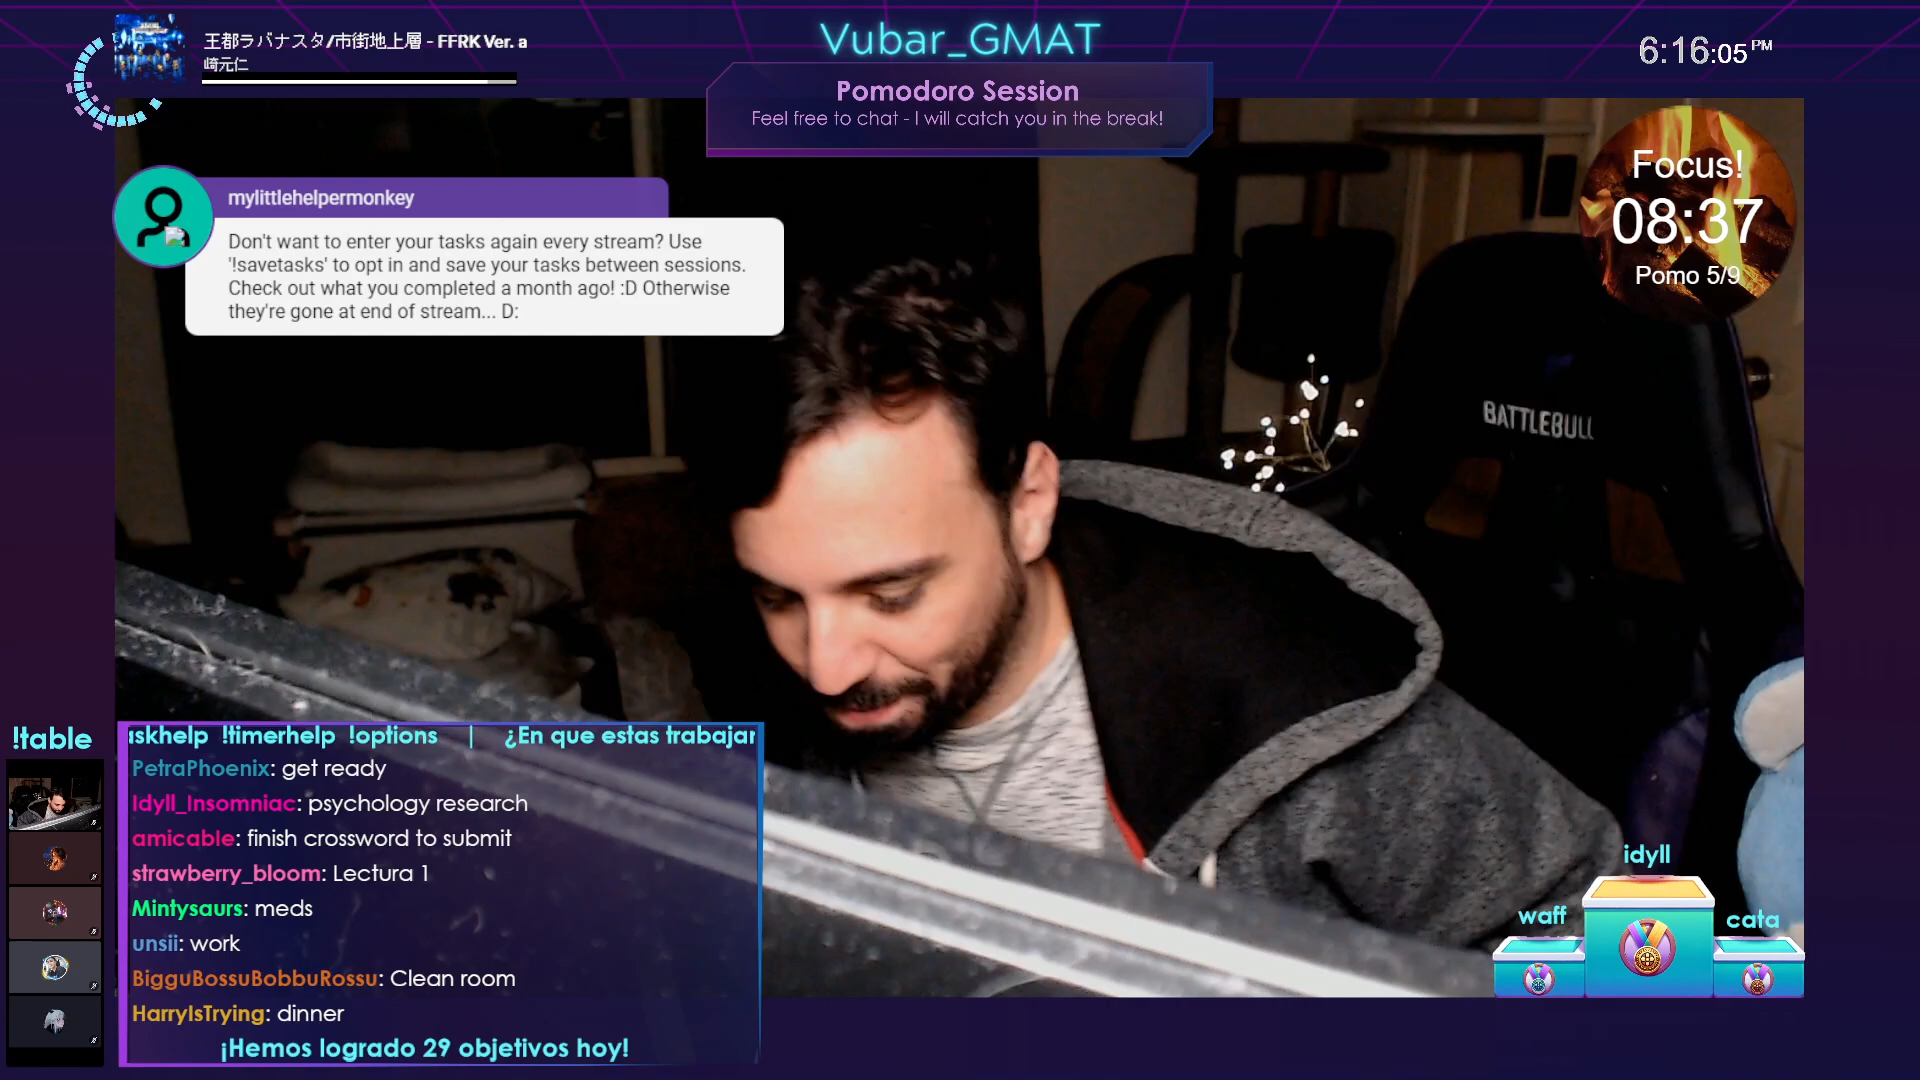 王都ラバナスタ/市街地上層 - FFRK Ver. a
崎元仁
Vubar_GMAT
6:16:05 PM
Pomodoro Session
Feel free to chat - I will catch you in the break!
Focus!
08:37
Pomo 5/9
mylittlehelpermonkey
Don't want to enter your tasks again every stream? Use
'!savetasks' to opt in and save your tasks between sessions.
Check out what you completed a month ago! :D Otherwise
they're gone at end of stream... D:
BATTLEBULL
!table
askhelp !timerhelp !options | ¿En que estas trabajar
PetraPhoenix: get ready
Idyll_Insomniac: psychology research
amicable: finish crossword to submit
strawberry_bloom: Lectura 1
Mintysaurs: meds
unsii: work
BigguBossuBobbuRossu: Clean room
HarryIsTrying: dinner
¡Hemos logrado 29 objetivos hoy!
idyll
waff
cata